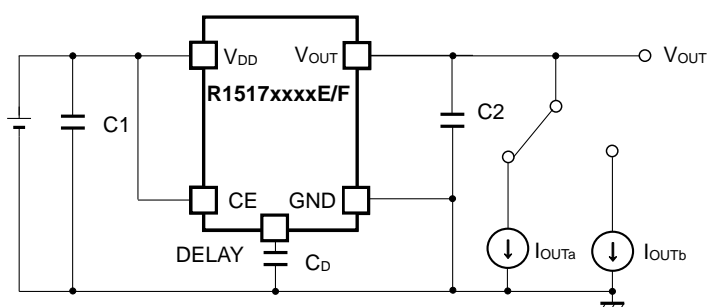 VDD VOUT VOUT
R1517xxxxE/F
C1 C2
CE GND
DELAY CD IOUTa IOUTb